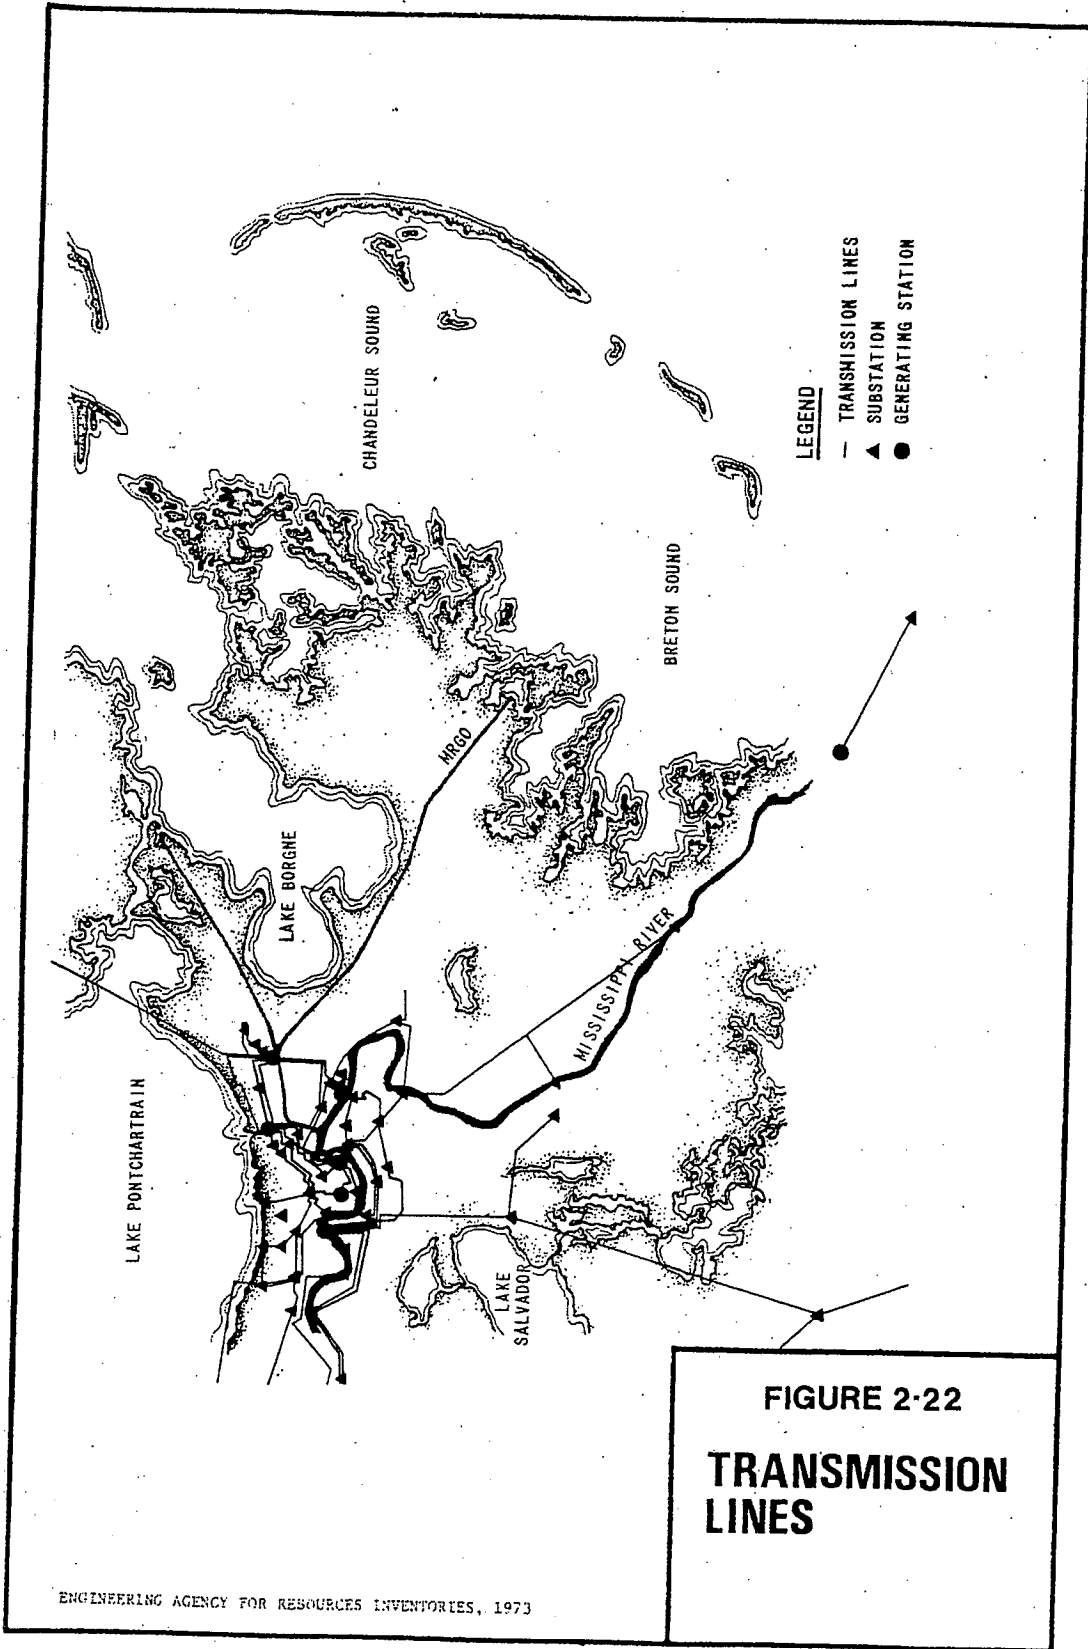 CHANDELEUR SOUND
LEGEND
TRANSMISSION LINES
SUBSTATION
GENERATING STATION
BRETON SOUND
MRGO
LAKE BORGNE
MISSISSIPPI RIVER
LAKE PONTCHARTRAIN
LAKE
SALVADOR
FIGURE 2-22
TRANSMISSION
LINES
ENGINEERING AGENCY FOR RESOURCES INVENTORIES, 1973